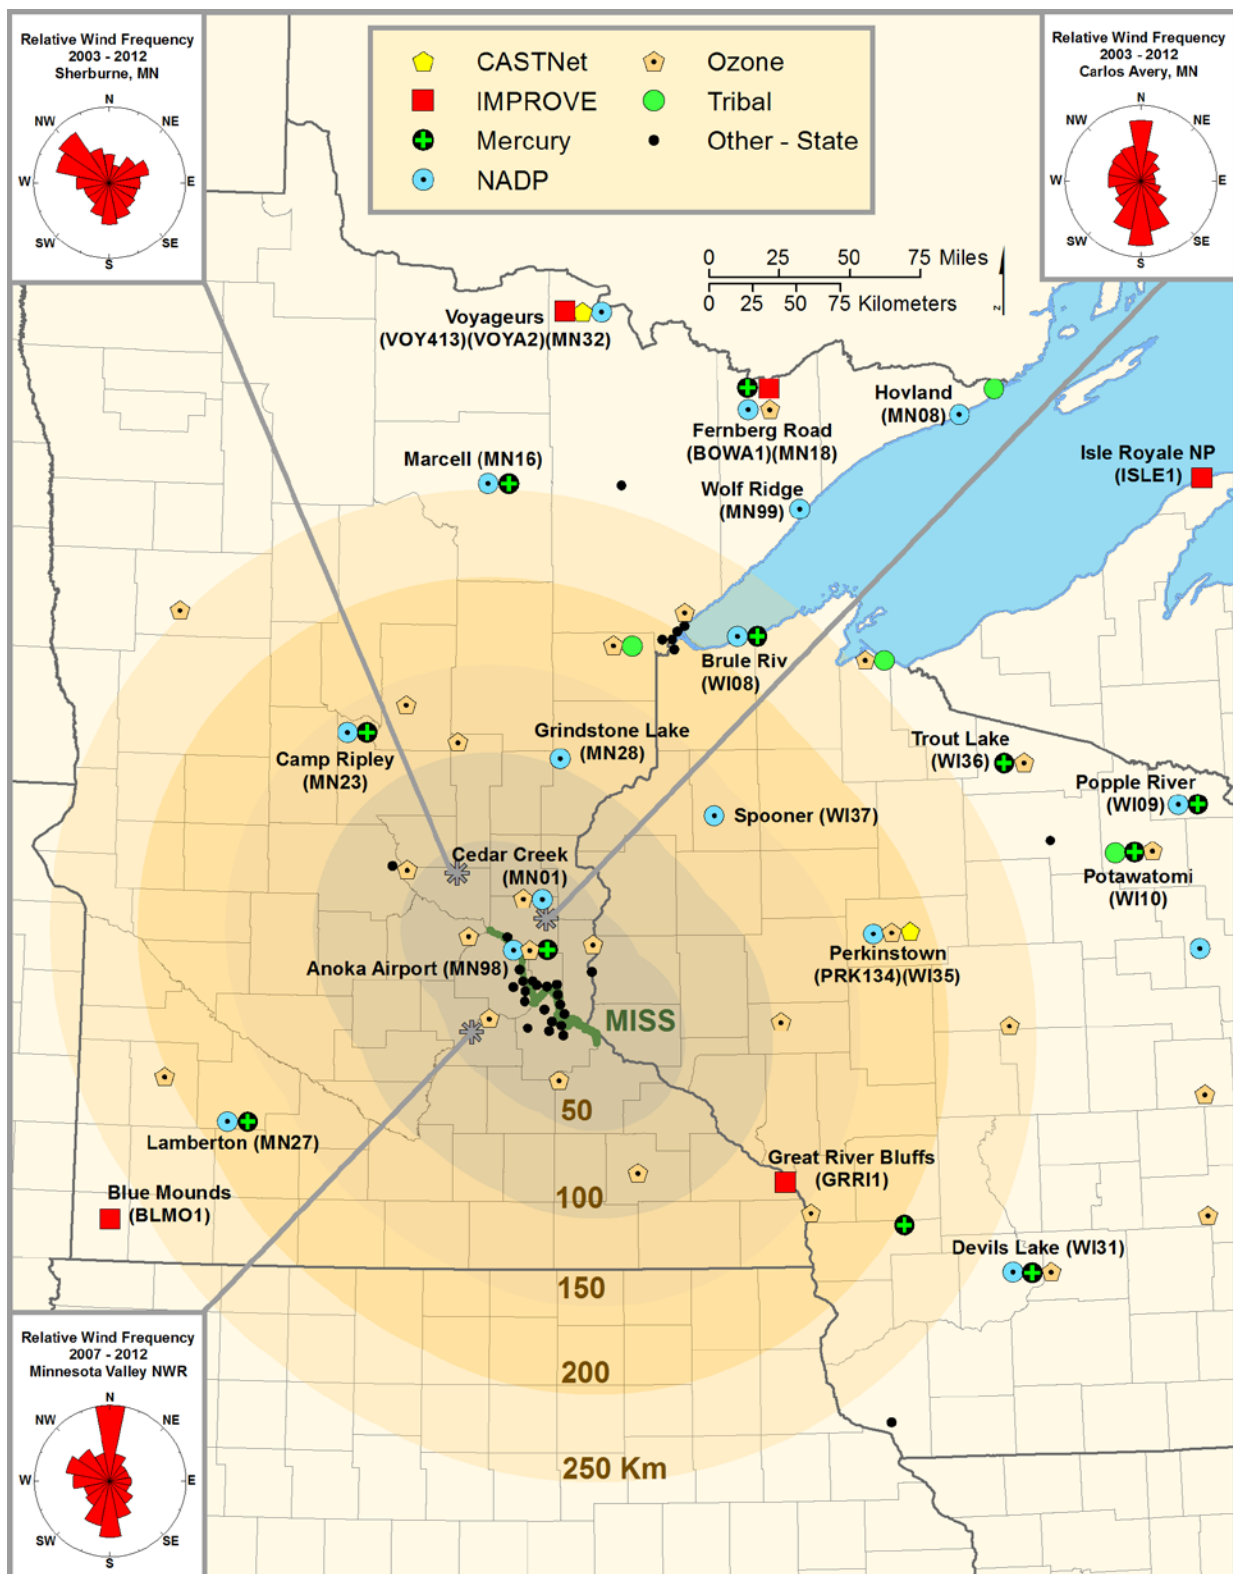 Relative Wind Frequency
2003 - 2012
Sherburne, MN
N
NE
E
SE
S
SW
W
NW
CASTNet
IMPROVE
Mercury
NADP
Ozone
Tribal
Other - State
Relative Wind Frequency
2003 - 2012
Carlos Avery, MN
N
NE
E
SE
S
SW
W
NW
0 25 50 75 Miles
0 25 50 75 Kilometers
N
Voyageurs
(VOY413)(VOYA2)(MN32)
Fernberg Road
(BOWA1)(MN18)
Hovland
(MN08)
Isle Royale NP
(ISLE1)
Marcell (MN16)
Wolf Ridge
(MN99)
Brule Riv
(WI08)
Grindstone Lake
(MN28)
Camp Ripley
(MN23)
Trout Lake
(WI36)
Popple River
(WI09)
Spooner (WI37)
Cedar Creek
(MN01)
Potawatomi
(WI10)
Anoka Airport (MN98)
Perkinstown
(PRK134)(WI35)
MISS
50
Lamberton (MN27)
Great River Bluffs
(GRRI1)
Blue Mounds
(BLMO1)
100
Devils Lake (WI31)
150
200
250 Km
Relative Wind Frequency
2007 - 2012
Minnesota Valley NWR
N
NE
E
SE
S
SW
W
NW